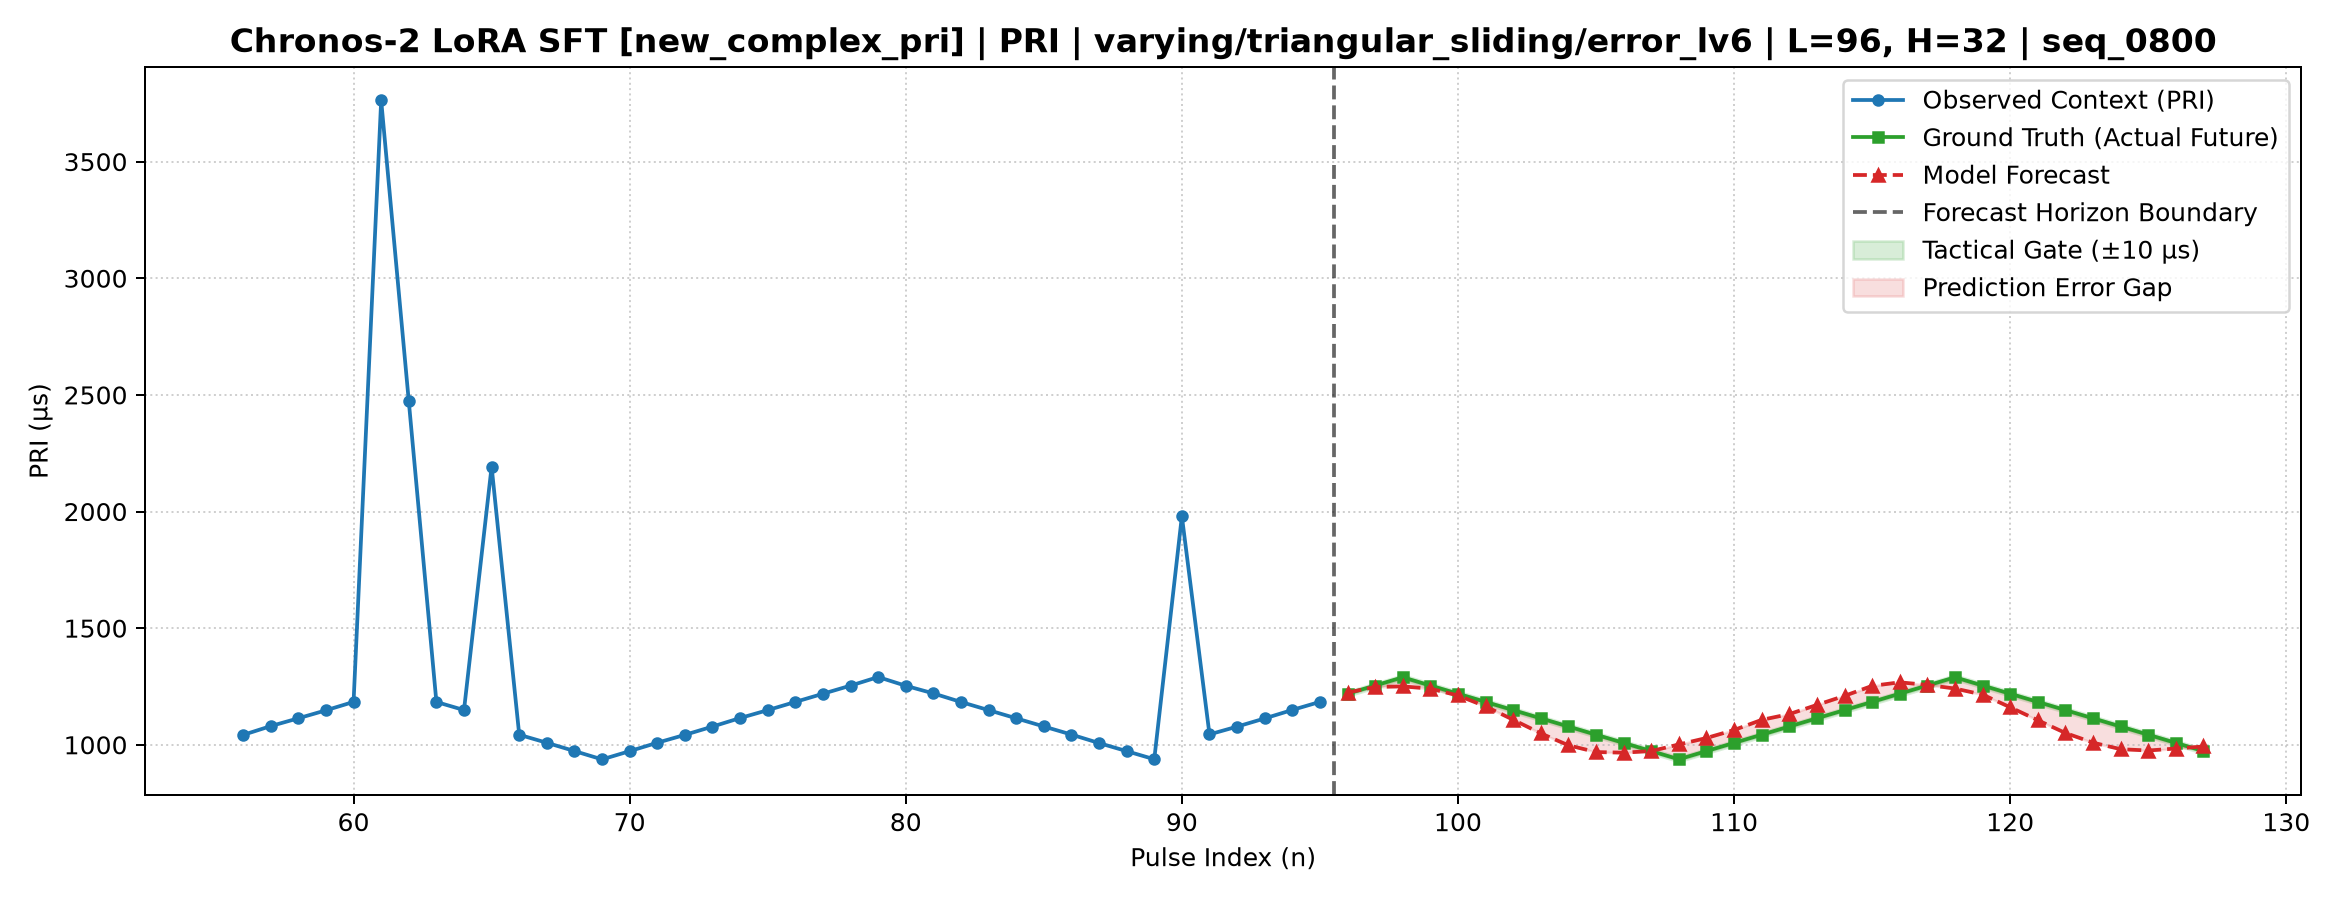 Chronos-2 LoRA SFT [new_complex_pri] | PRI | varying/triangular_sliding/error_lv6 | L=96, H=32 | seq_0800
Observed Context (PRI)
Ground Truth (Actual Future)
Model Forecast
Forecast Horizon Boundary
Tactical Gate (±10 µs)
Prediction Error Gap
PRI (µs)
3500
3000
2500
2000
1500
1000
60
70
80
90
100
110
120
130
Pulse Index (n)